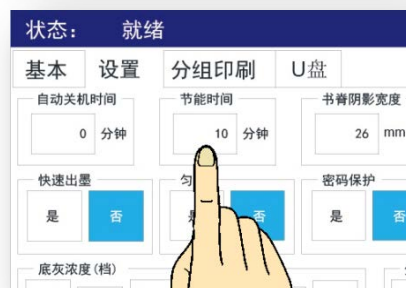 状态： 就绪
基本 设置 分组印刷 U盘
自动关机时间 节能时间 书脊阴影宽度
0 分钟 10 分钟 26 mm
快速出墨 匀 密码保护
是 否 否 是 否
底灰浓度(档)